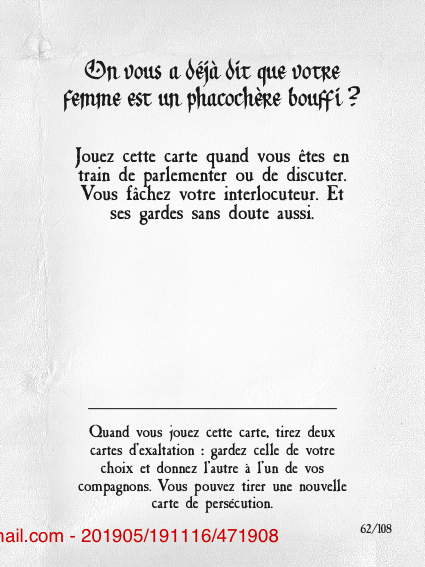 On vous a déjà dit que votre
femme est un phacochère bouffi ?
Jouez cette carte quand vous êtes en
train de parlementer ou de discuter.
Vous fâchez votre interlocuteur. Et
ses gardes sans doute aussi.
Quand vous jouez cette carte, tirez deux
cartes d'exaltation : gardez celle de votre
choix et donnez l'autre à l'un de vos
compagnons. Vous pouvez tirer une nouvelle
carte de persécution.
62/108
ail.com - 201905/191116/471908